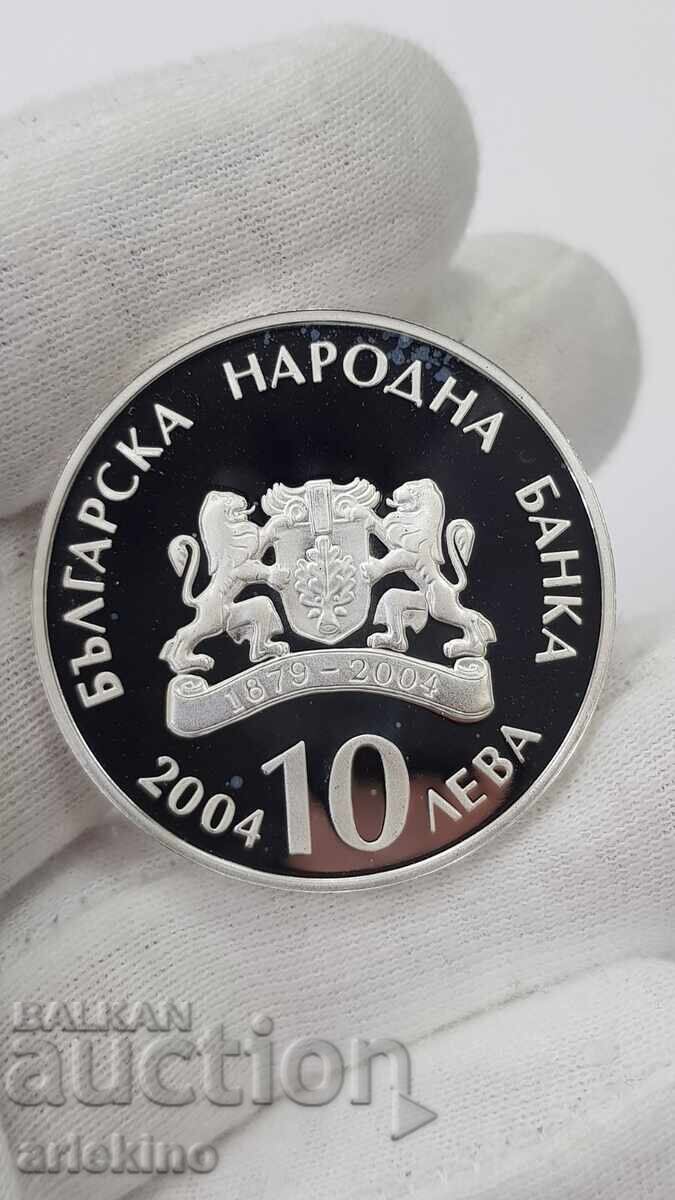 БЪЛГАРСКА НАРОДНА БАНКА
1879-2004
2004 10 ЛЕВА
BALKAN
auction
arlekino